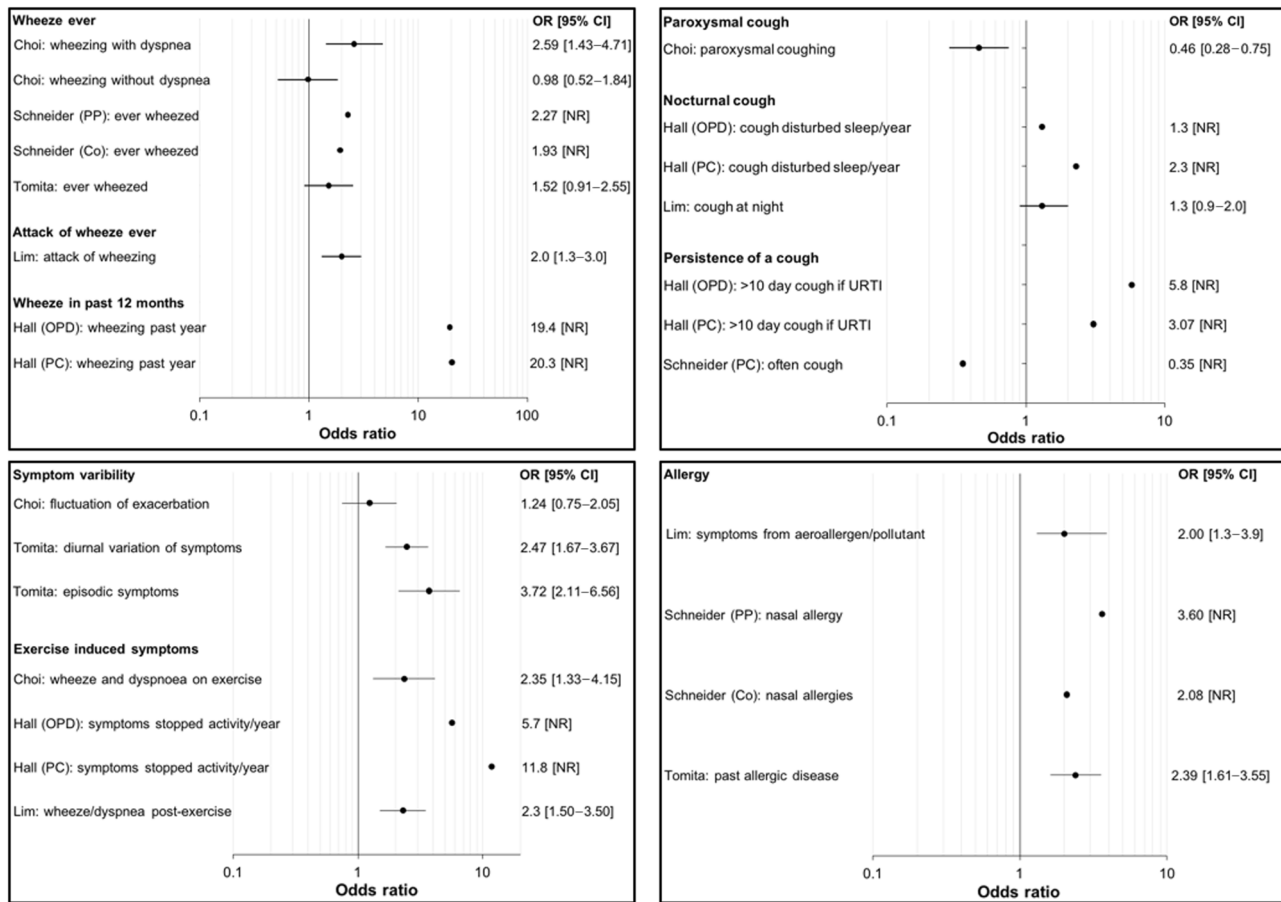 Wheeze ever OR [95% CI]
Choi: wheezing with dyspnea 2.59 [1.43–4.71]
Choi: wheezing without dyspnea 0.98 [0.52–1.84]
Schneider (PP): ever wheezed 2.27 [NR]
Schneider (Co): ever wheezed 1.93 [NR]
Tomita: ever wheezed 1.52 [0.91–2.55]
Attack of wheeze ever
Lim: attack of wheezing 2.0 [1.3–3.0]
Wheeze in past 12 months
Hall (OPD): wheezing past year 19.4 [NR]
Hall (PC): wheezing past year 20.3 [NR]
0.1 1 10 100
Odds ratio
Paroxysmal cough OR [95% CI]
Choi: paroxysmal coughing 0.46 [0.28–0.75]
Nocturnal cough
Hall (OPD): cough disturbed sleep/year 1.3 [NR]
Hall (PC): cough disturbed sleep/year 2.3 [NR]
Lim: cough at night 1.3 [0.9–2.0]
Persistence of a cough
Hall (OPD): >10 day cough if URTI 5.8 [NR]
Hall (PC): >10 day cough if URTI 3.07 [NR]
Schneider (PC): often cough 0.35 [NR]
0.1 1 10
Odds ratio
Symptom varibility OR [95% CI]
Choi: fluctuation of exacerbation 1.24 [0.75–2.05]
Tomita: diurnal variation of symptoms 2.47 [1.67–3.67]
Tomita: episodic symptoms 3.72 [2.11–6.56]
Exercise induced symptoms
Choi: wheeze and dyspnoea on exercise 2.35 [1.33–4.15]
Hall (OPD): symptoms stopped activity/year 5.7 [NR]
Hall (PC): symptoms stopped activity/year 11.8 [NR]
Lim: wheeze/dyspnea post-exercise 2.3 [1.50–3.50]
0.1 1 10
Odds ratio
Allergy OR [95% CI]
Lim: symptoms from aeroallergen/pollutant 2.00 [1.3–3.9]
Schneider (PP): nasal allergy 3.60 [NR]
Schneider (Co): nasal allergies 2.08 [NR]
Tomita: past allergic disease 2.39 [1.61–3.55]
0.1 1 10
Odds ratio